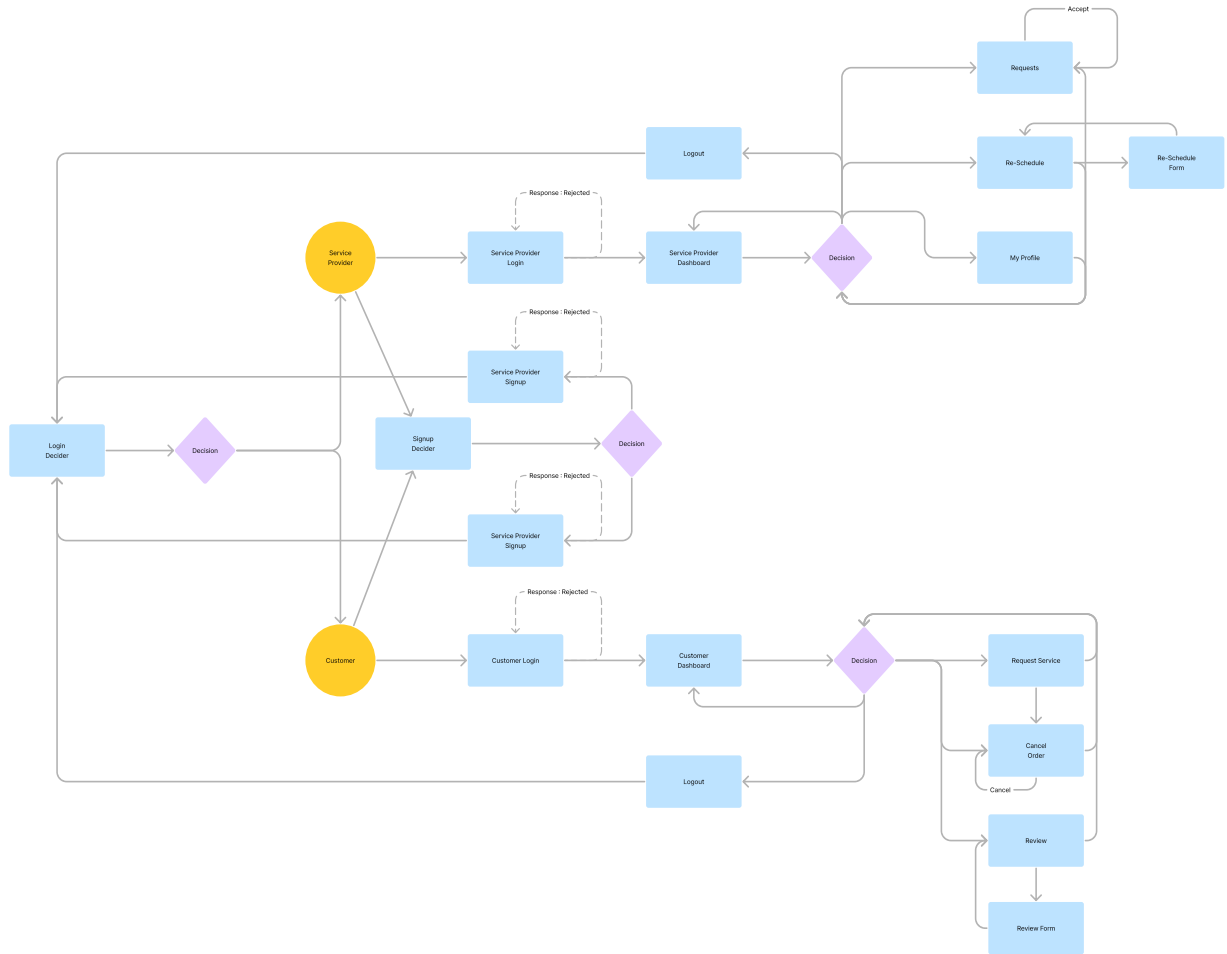 Accept
Requests
Logout
Re-Schedule
Re-Schedule
Form
Response : Rejected
Service
Provider
Service Provider
Login
Service Provider
Dashboard
Decision
My Profile
Response : Rejected
Service Provider
Signup
Login
Decider
Decision
Signup
Decider
Decision
Response : Rejected
Service Provider
Signup
Response : Rejected
Customer
Customer Login
Customer
Dashboard
Decision
Request Service
Cancel
Order
Logout
Cancel
Review
Review Form